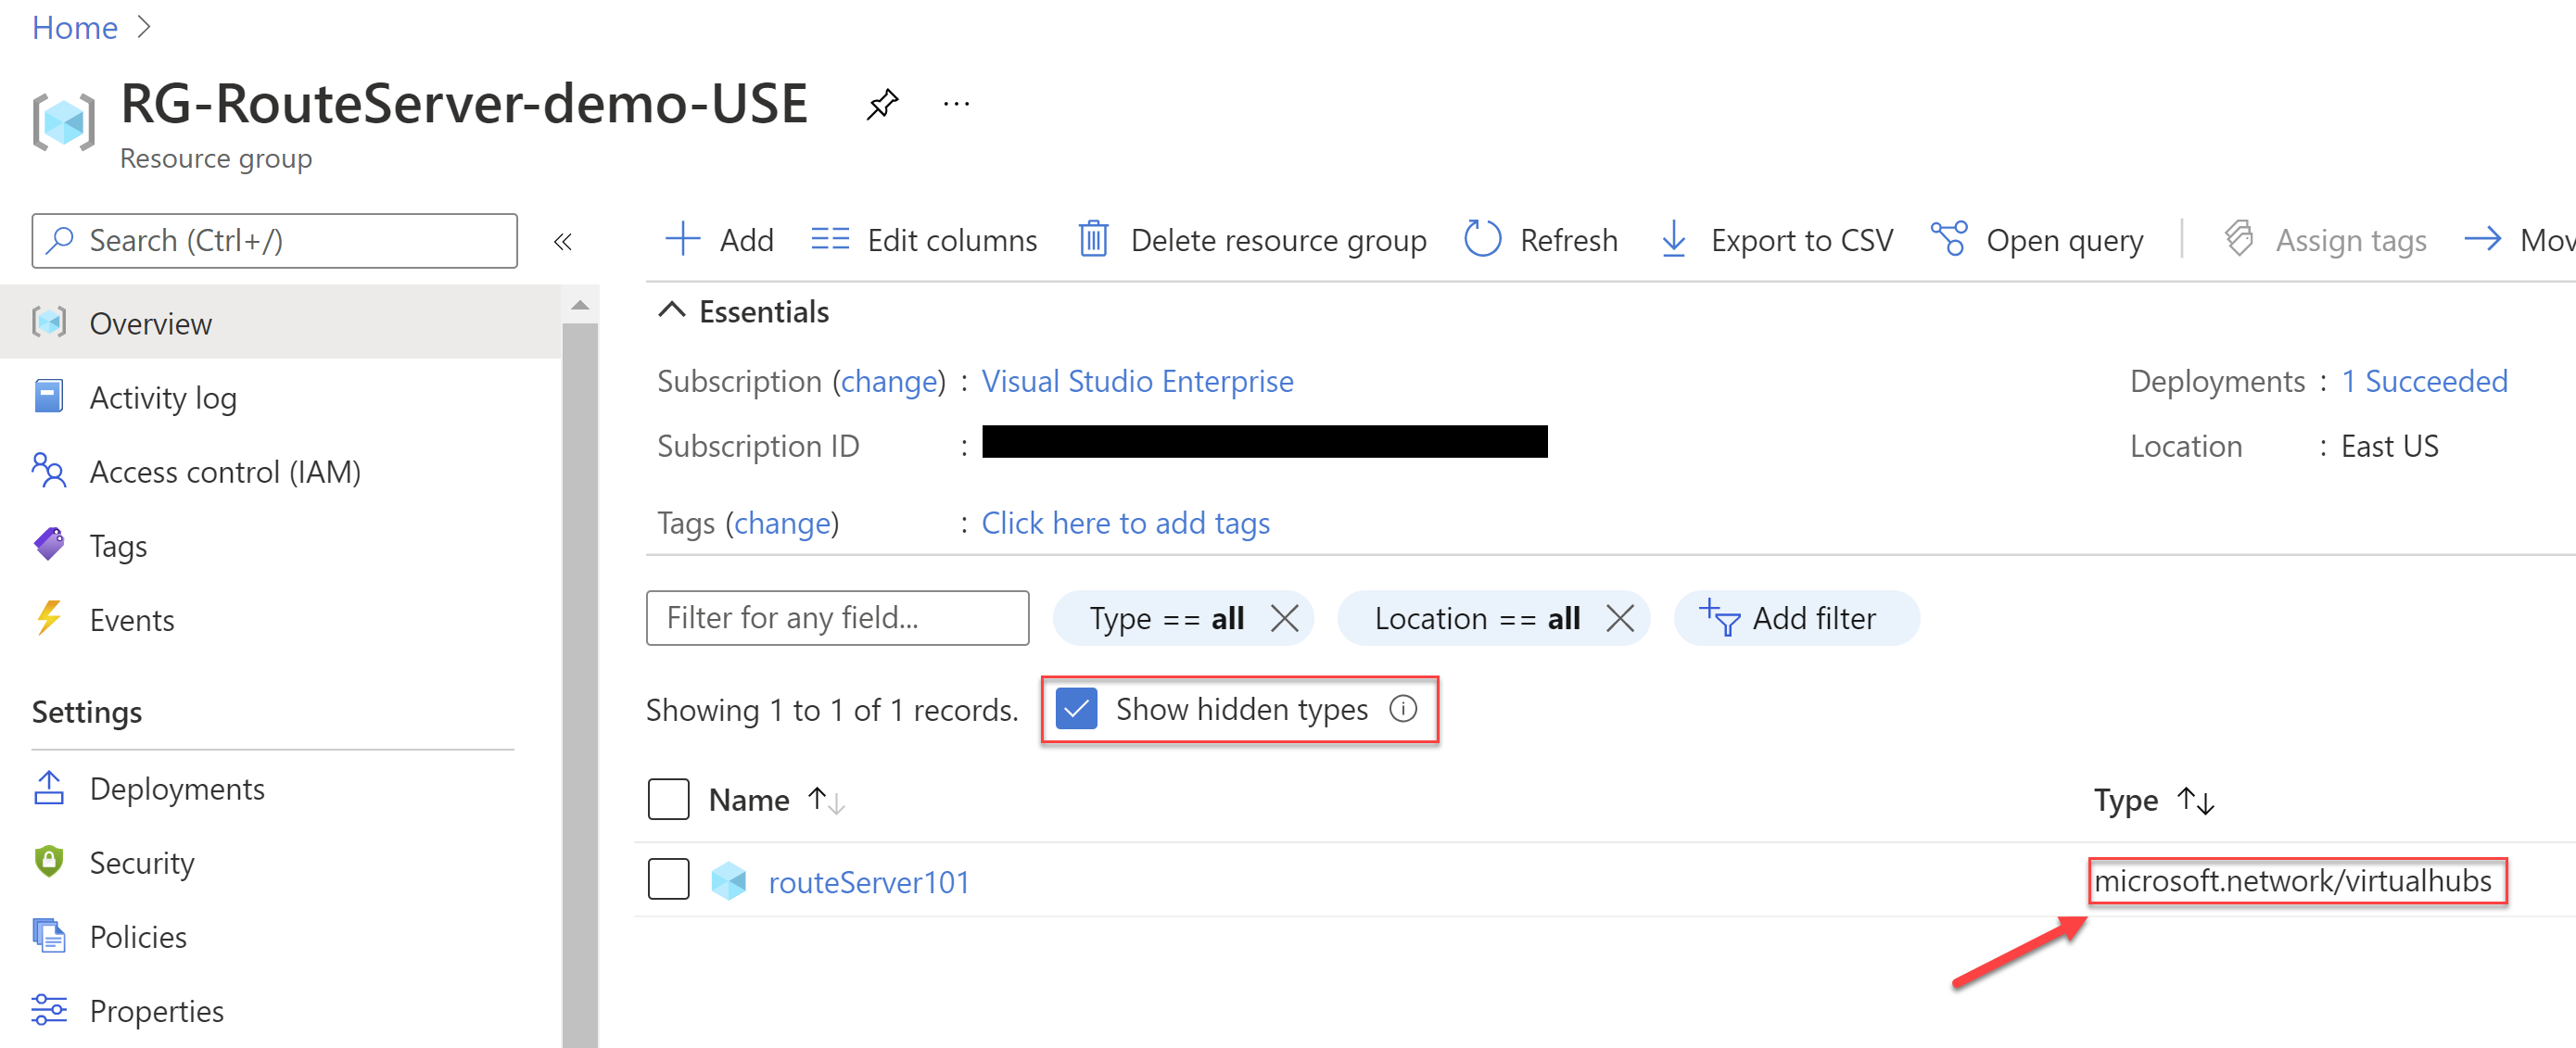 Home >
RG-RouteServer-demo-USE ...
Resource group
Search (Ctrl+/) «
Overview
Activity log
Access control (IAM)
Tags
Events
Settings
Deployments
Security
Policies
Properties
Add Edit columns Delete resource group Refresh Export to CSV Open query Assign tags Mov
Essentials
Subscription (change) : Visual Studio Enterprise
Subscription ID :
Tags (change) : Click here to add tags
Deployments : 1 Succeeded
Location : East US
Filter for any field... Type == all Location == all Add filter
Showing 1 to 1 of 1 records. Show hidden types
Name Type
routeServer101 microsoft.network/virtualhubs